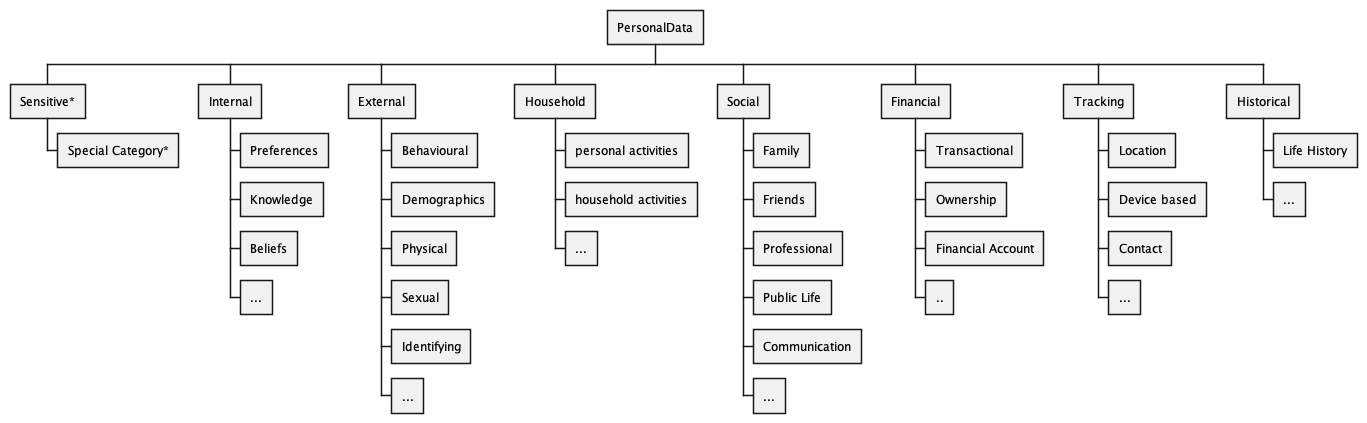 PersonalData
Sensitive*
Internal
External
Household
Social
Financial
Tracking
Historical
Special Category*
Preferences
Knowledge
Beliefs
...
Behavioural
Demographics
Physical
Sexual
Identifying
...
personal activities
household activities
...
Family
Friends
Professional
Public Life
Communication
...
Transactional
Ownership
Financial Account
..
Location
Device based
Contact
...
Life History
...